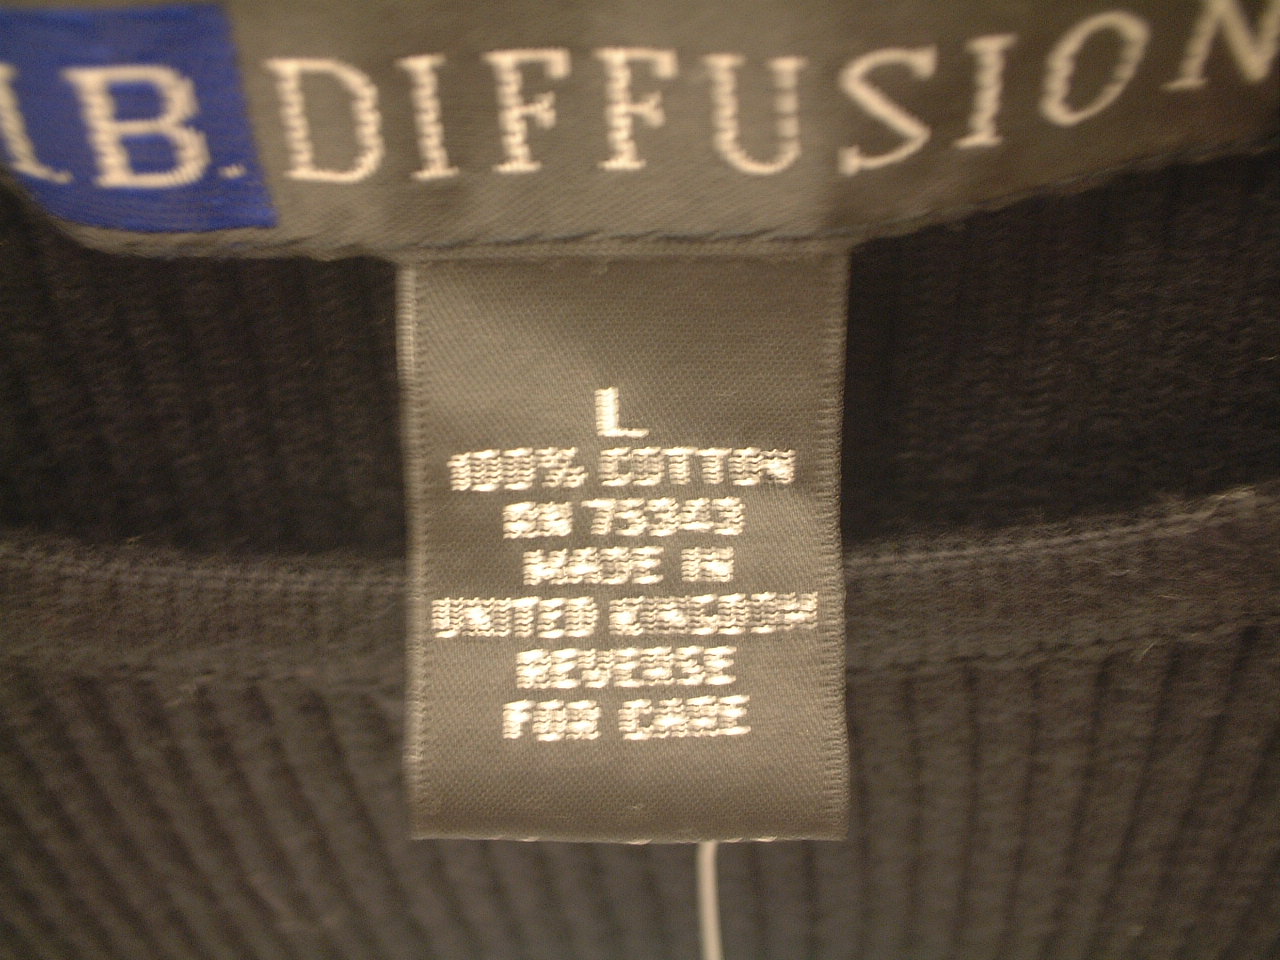 B. DIFFUSION
L
100% COTTON
RN 75343
MADE IN
UNITED KINGDOM
REVERSE
FOR CARE